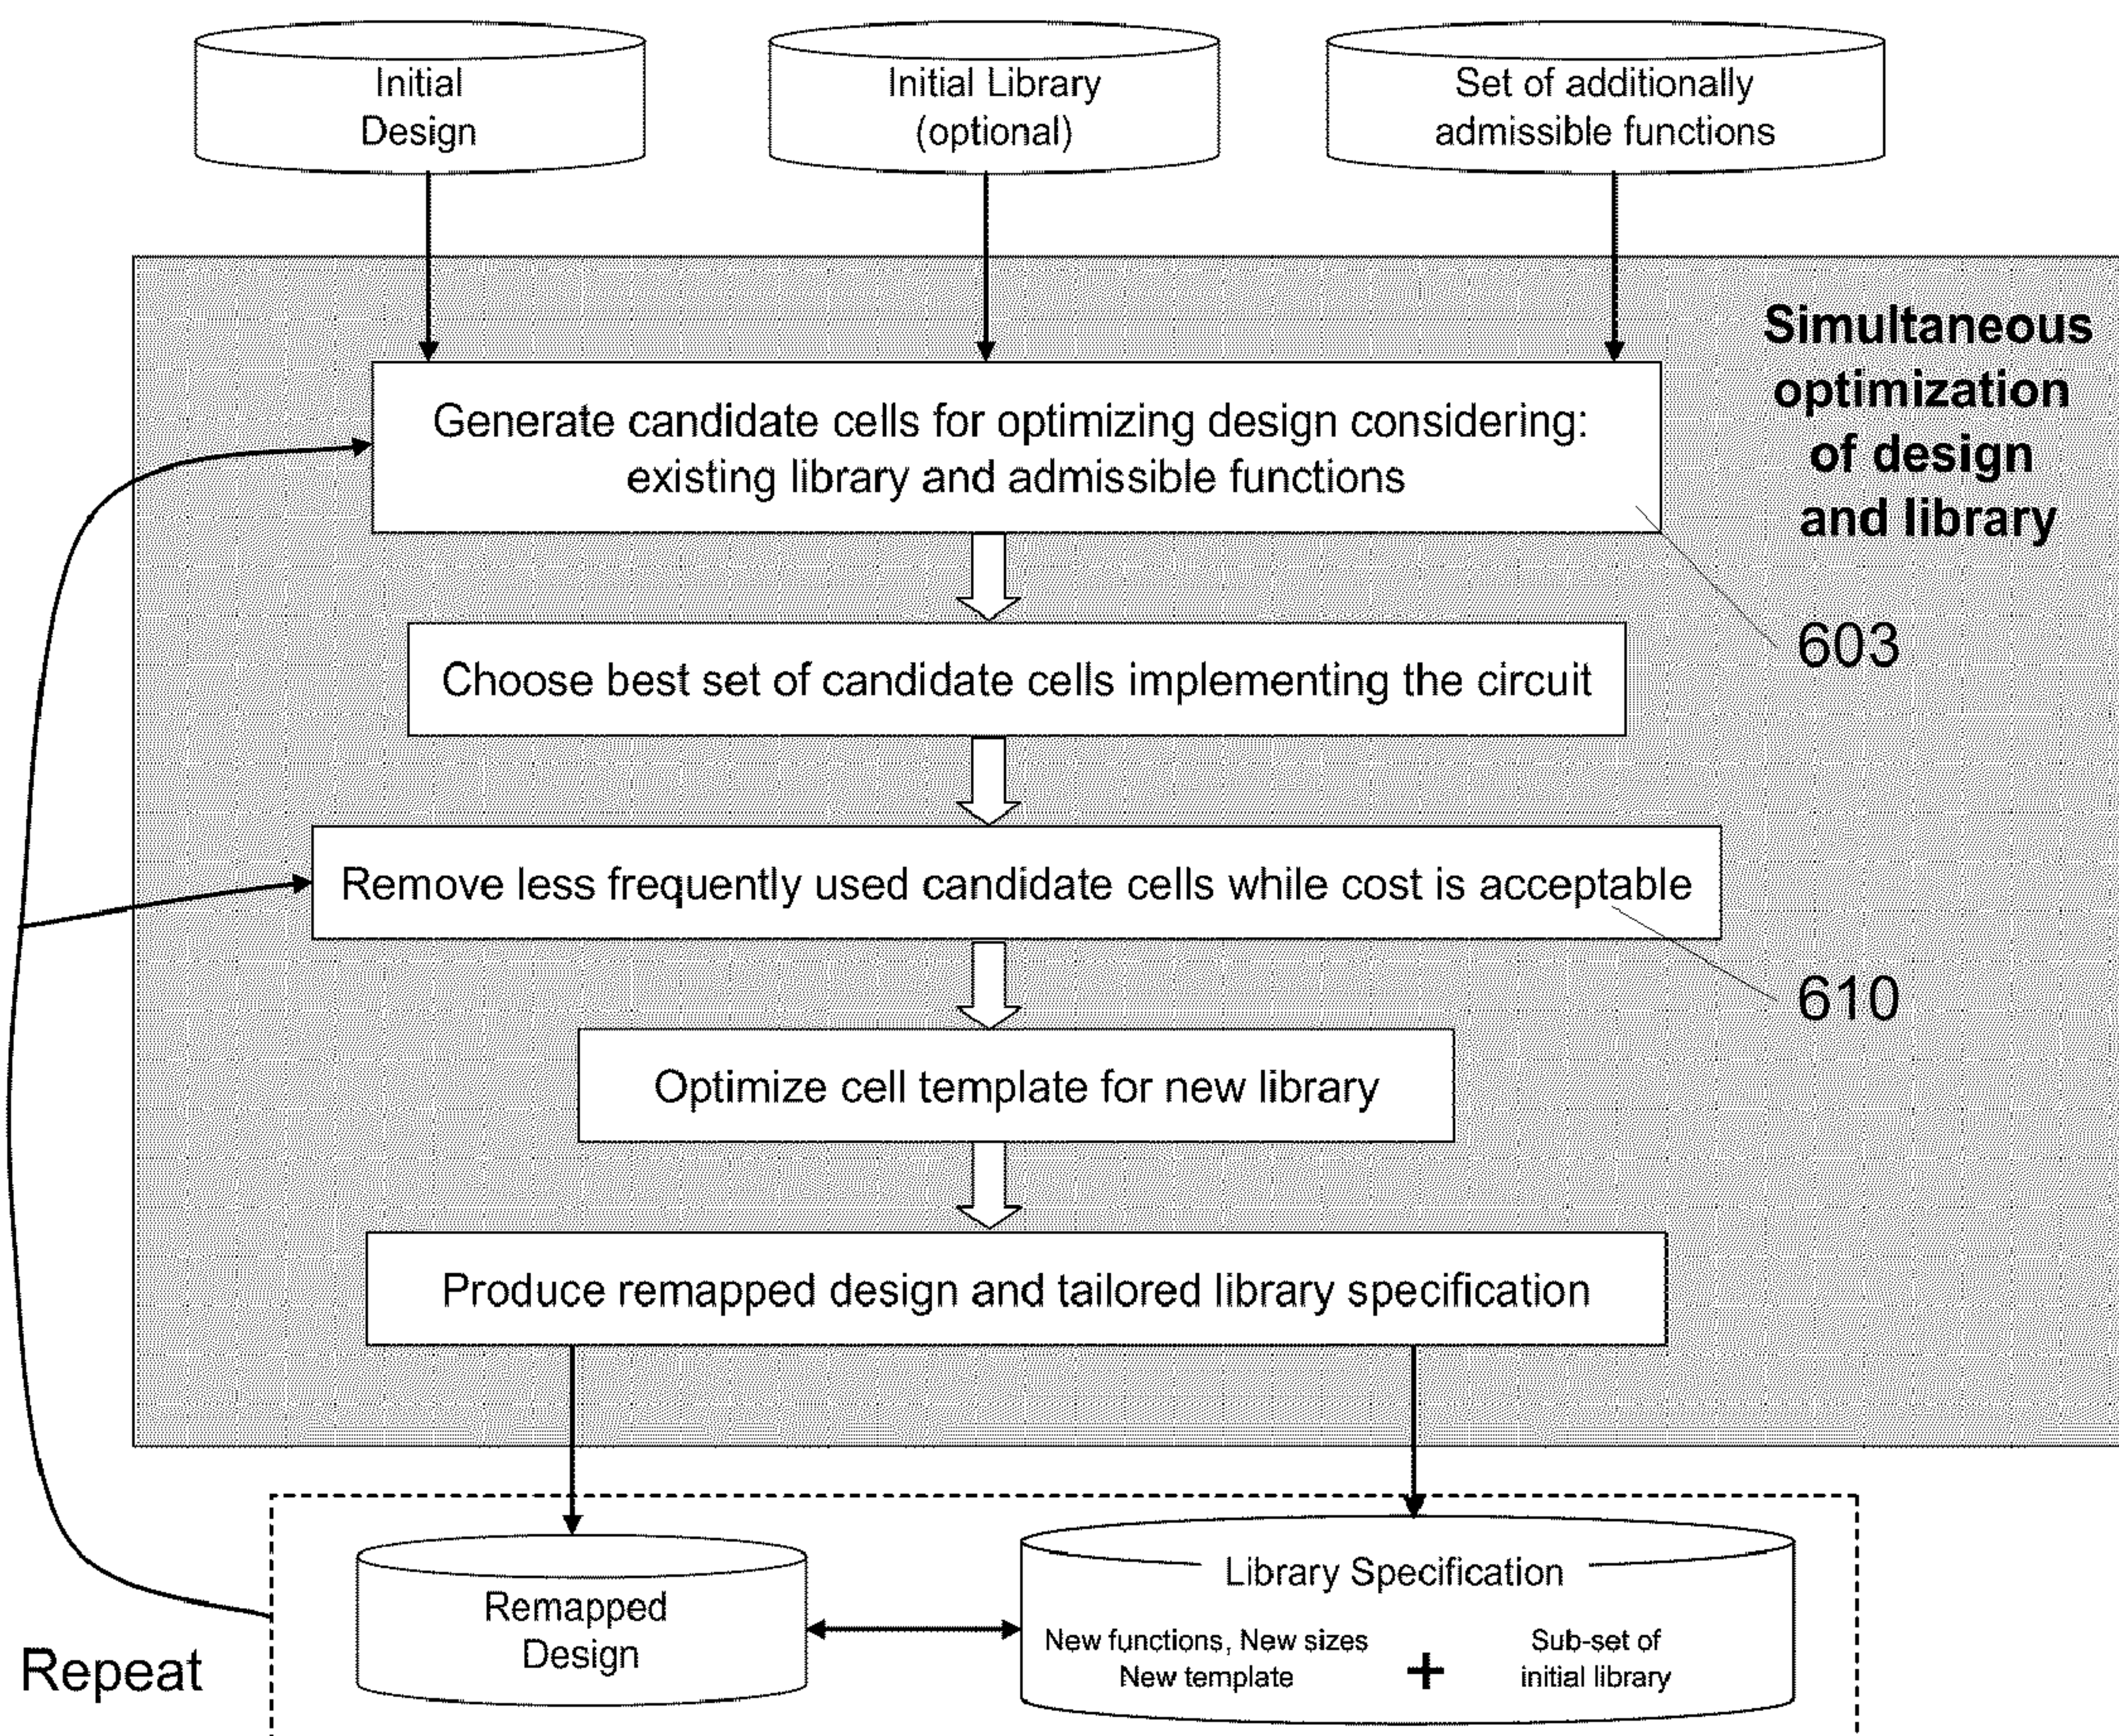 Initial
Design
Initial Library
(optional)
Set of additionally
admissible functions
Simultaneous
optimization
of design
and library
Generate candidate cells for optimizing design considering:
existing library and admissible functions
603
Choose best set of candidate cells implementing the circuit
Remove less frequently used candidate cells while cost is acceptable
610
Optimize cell template for new library
Produce remapped design and tailored library specification
Repeat
Remapped
Design
Library Specification
New functions, New sizes
New template
+
Sub-set of
initial library